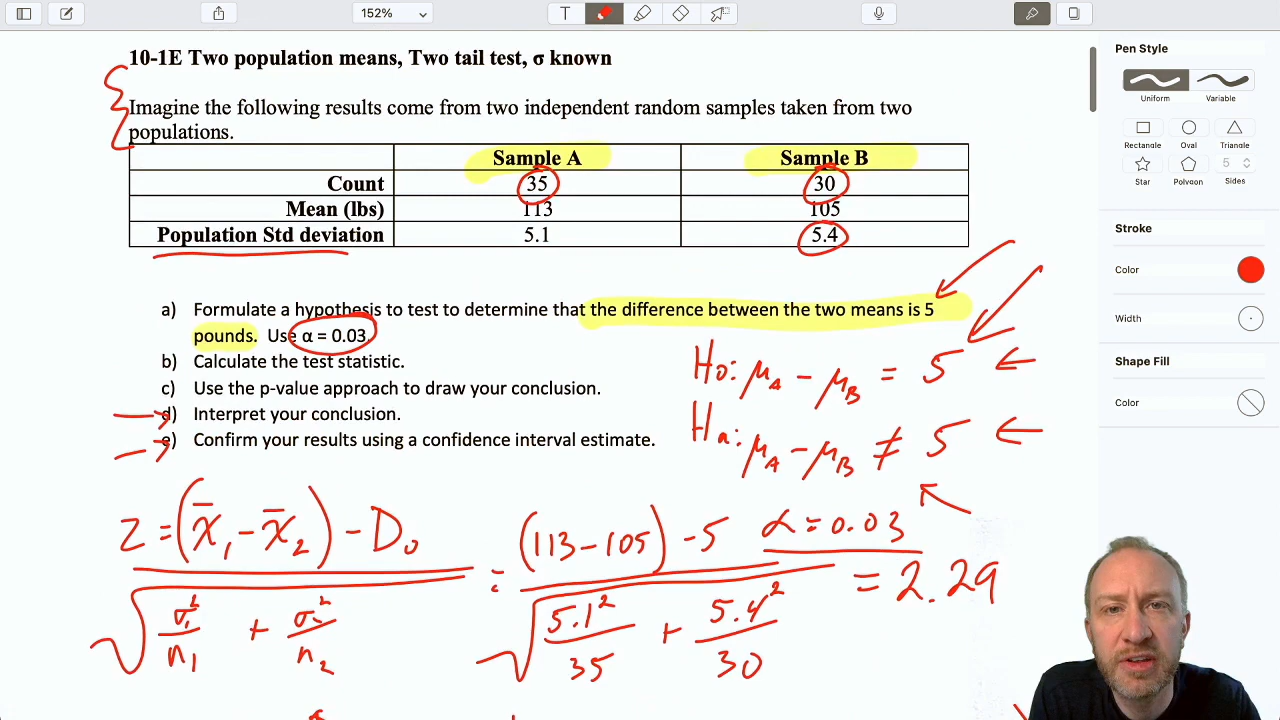 152%
T
10-1E Two population means, Two tail test, σ known
Imagine the following results come from two independent random samples taken from two
populations.
Sample A Sample B
Count 35 30
Mean (lbs) 113 105
Population Std deviation 5.1 5.4
a) Formulate a hypothesis to test to determine that the difference between the two means is 5
pounds. Use α = 0.03.
b) Calculate the test statistic.
c) Use the p-value approach to draw your conclusion.
d) Interpret your conclusion.
e) Confirm your results using a confidence interval estimate.
Ho: μA − μB = 5
Ha: μA − μB ≠ 5
α = 0.03
z = (x̄1 − x̄2) − D0 = (113 − 105) − 5 = 2.29
√ σ1²/n1 + σ2²/n2 √ 5.1²/35 + 5.4²/30
Pen Style
Uniform Variable
Rectangle Oval Triangle
Star Polygon 5 Sides
Stroke
Color
Width
Shape Fill
Color